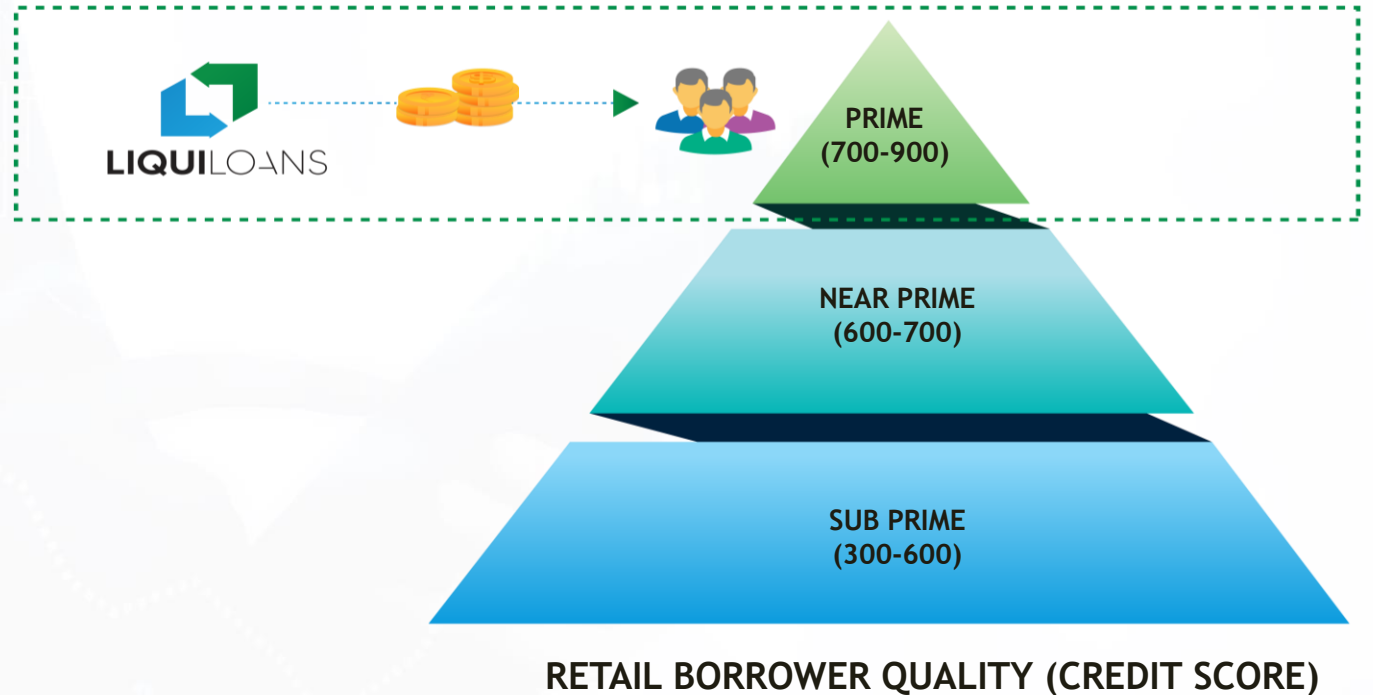 LIQUILOANS
PRIME
(700-900)
NEAR PRIME
(600-700)
SUB PRIME
(300-600)
RETAIL BORROWER QUALITY (CREDIT SCORE)